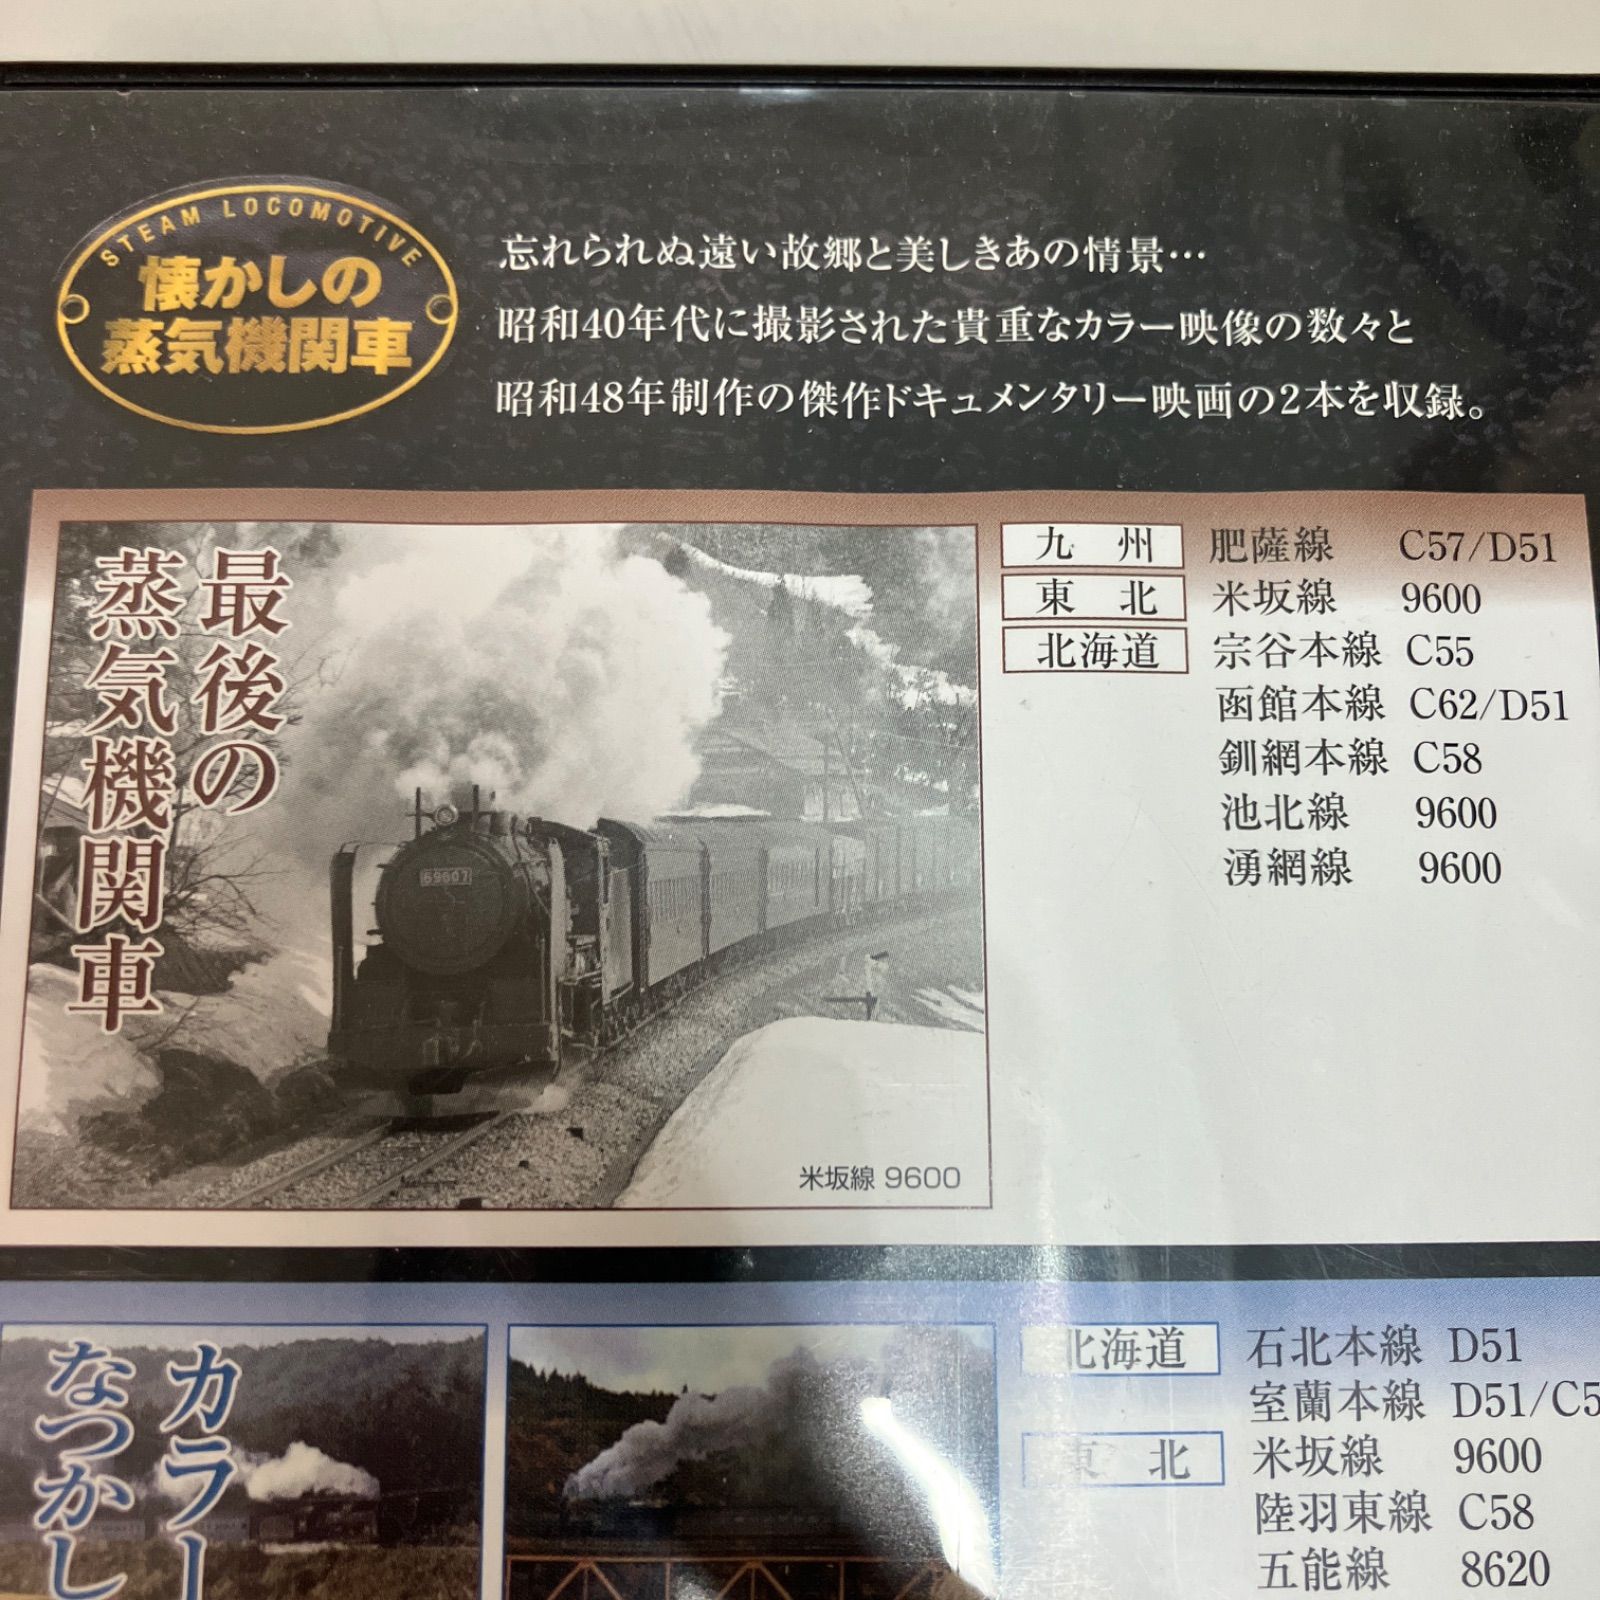 STEAM LOCOMOTIVE
懐かしの
蒸気機関車
忘れられぬ遠い故郷と美しきあの情景…
昭和40年代に撮影された貴重なカラー映像の数々と
昭和48年制作の傑作ドキュメンタリー映画の2本を収録。
最後の
蒸気機関車
69607
米坂線 9600
九 州 肥薩線 C57/D51
東 北 米坂線 9600
北海道 宗谷本線 C55
函館本線 C62/D51
釧網本線 C58
池北線 9600
湧網線 9600
カラー
なつかし
北海道 石北本線 D51
室蘭本線 D51/C5
東 北 米坂線 9600
陸羽東線 C58
五能線 8620